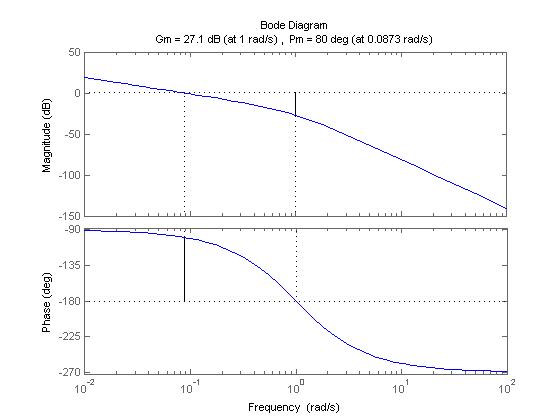 Bode Diagram
Gm = 27.1 dB (at 1 rad/s) , Pm = 80 deg (at 0.0873 rad/s)
50
0
-50
-100
-150
Magnitude (dB)
-90
-135
-180
-225
-270
Phase (deg)
10^-2 10^-1 10^0 10^1 10^2
Frequency (rad/s)